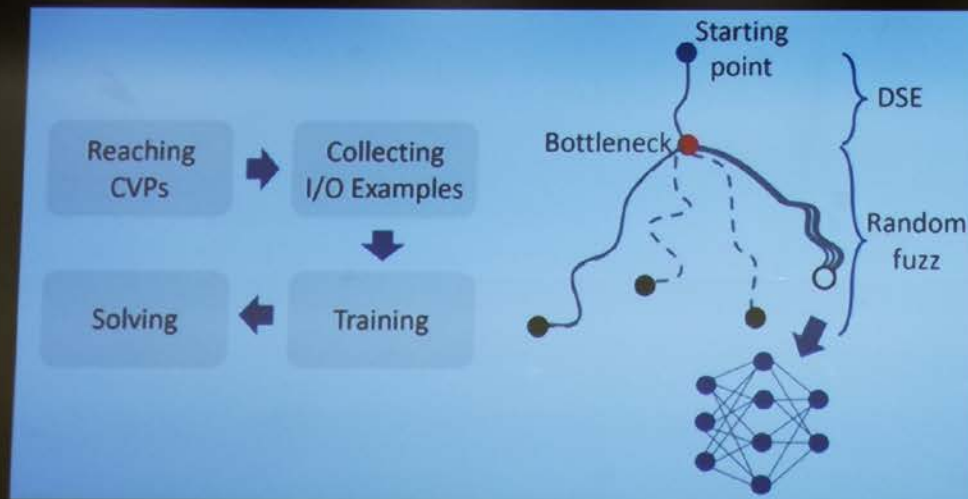 Starting
point
DSE
Bottleneck
Reaching
CVPs
Collecting
I/O Examples
Random
fuzz
Solving
Training